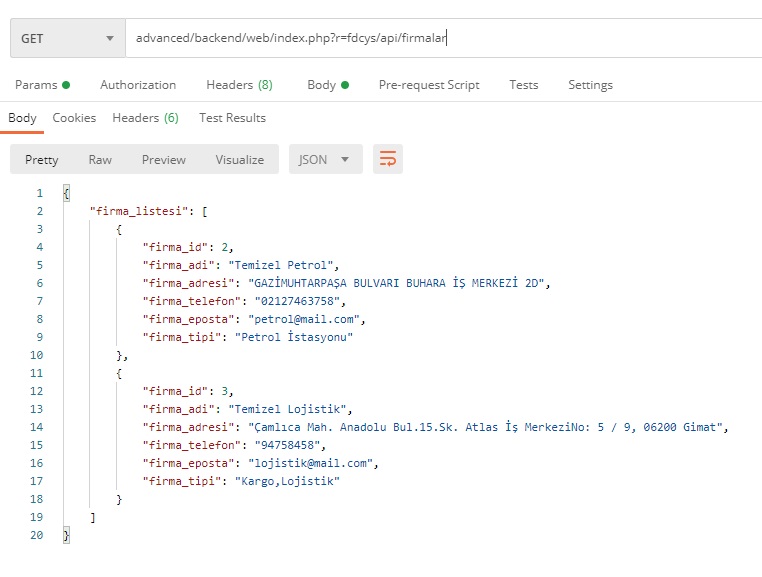 GET advanced/backend/web/index.php?r=fdcys/api/firmalar
Params Authorization Headers (8) Body Pre-request Script Tests Settings
Body Cookies Headers (6) Test Results
Pretty Raw Preview Visualize JSON
1 {
2 "firma_listesi": [
3 {
4 "firma_id": 2,
5 "firma_adi": "Temizel Petrol",
6 "firma_adresi": "GAZİMUHTARPAŞA BULVARI BUHARA İŞ MERKEZİ 2D",
7 "firma_telefon": "02127463758",
8 "firma_eposta": "petrol@mail.com",
9 "firma_tipi": "Petrol İstasyonu"
10 },
11 {
12 "firma_id": 3,
13 "firma_adi": "Temizel Lojistik",
14 "firma_adresi": "Çamlıca Mah. Anadolu Bul.15.Sk. Atlas İş MerkeziNo: 5 / 9, 06200 Gimat",
15 "firma_telefon": "94758458",
16 "firma_eposta": "lojistik@mail.com",
17 "firma_tipi": "Kargo,Lojistik"
18 }
19 ]
20 }